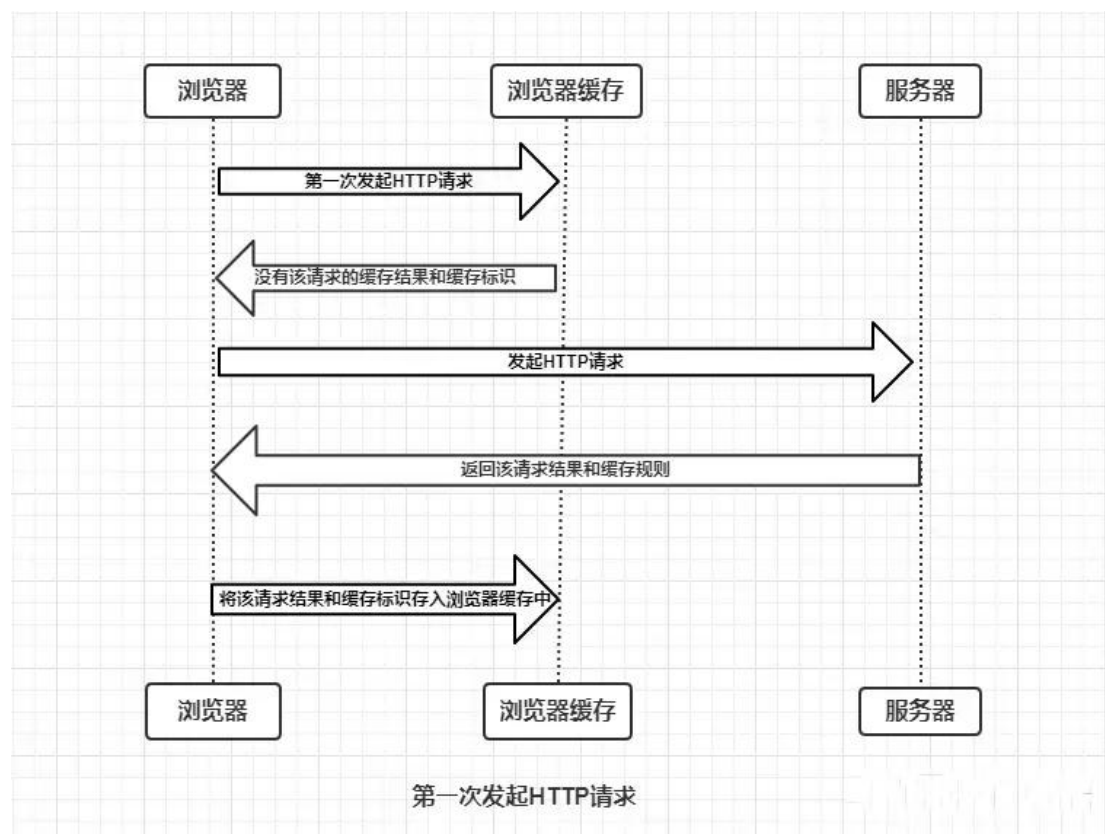 浏览器
浏览器缓存
服务器
第一次发起HTTP请求
没有该请求的缓存结果和缓存标识
发起HTTP请求
返回该请求结果和缓存规则
将该请求结果和缓存标识存入浏览器缓存中
浏览器
浏览器缓存
服务器
第一次发起HTTP请求